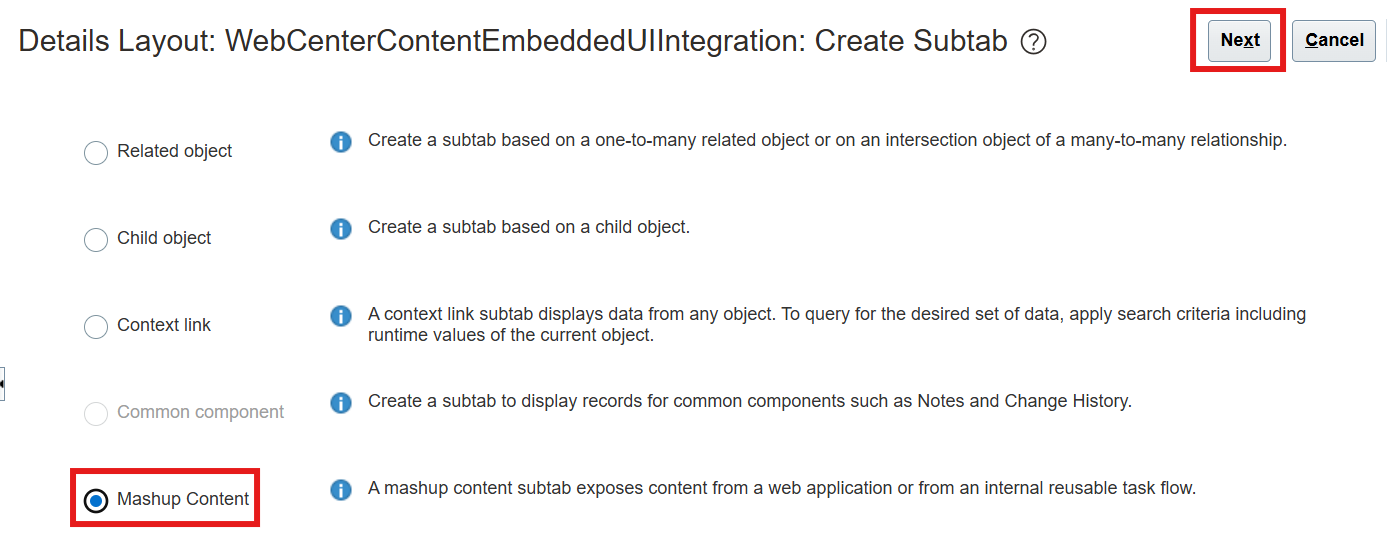 Details Layout: WebCenterContentEmbeddedUIIntegration: Create Subtab ?
Next
Cancel
Related object
Create a subtab based on a one-to-many related object or on an intersection object of a many-to-many relationship.
Child object
Create a subtab based on a child object.
Context link
A context link subtab displays data from any object. To query for the desired set of data, apply search criteria including
runtime values of the current object.
Common component
Create a subtab to display records for common components such as Notes and Change History.
Mashup Content
A mashup content subtab exposes content from a web application or from an internal reusable task flow.